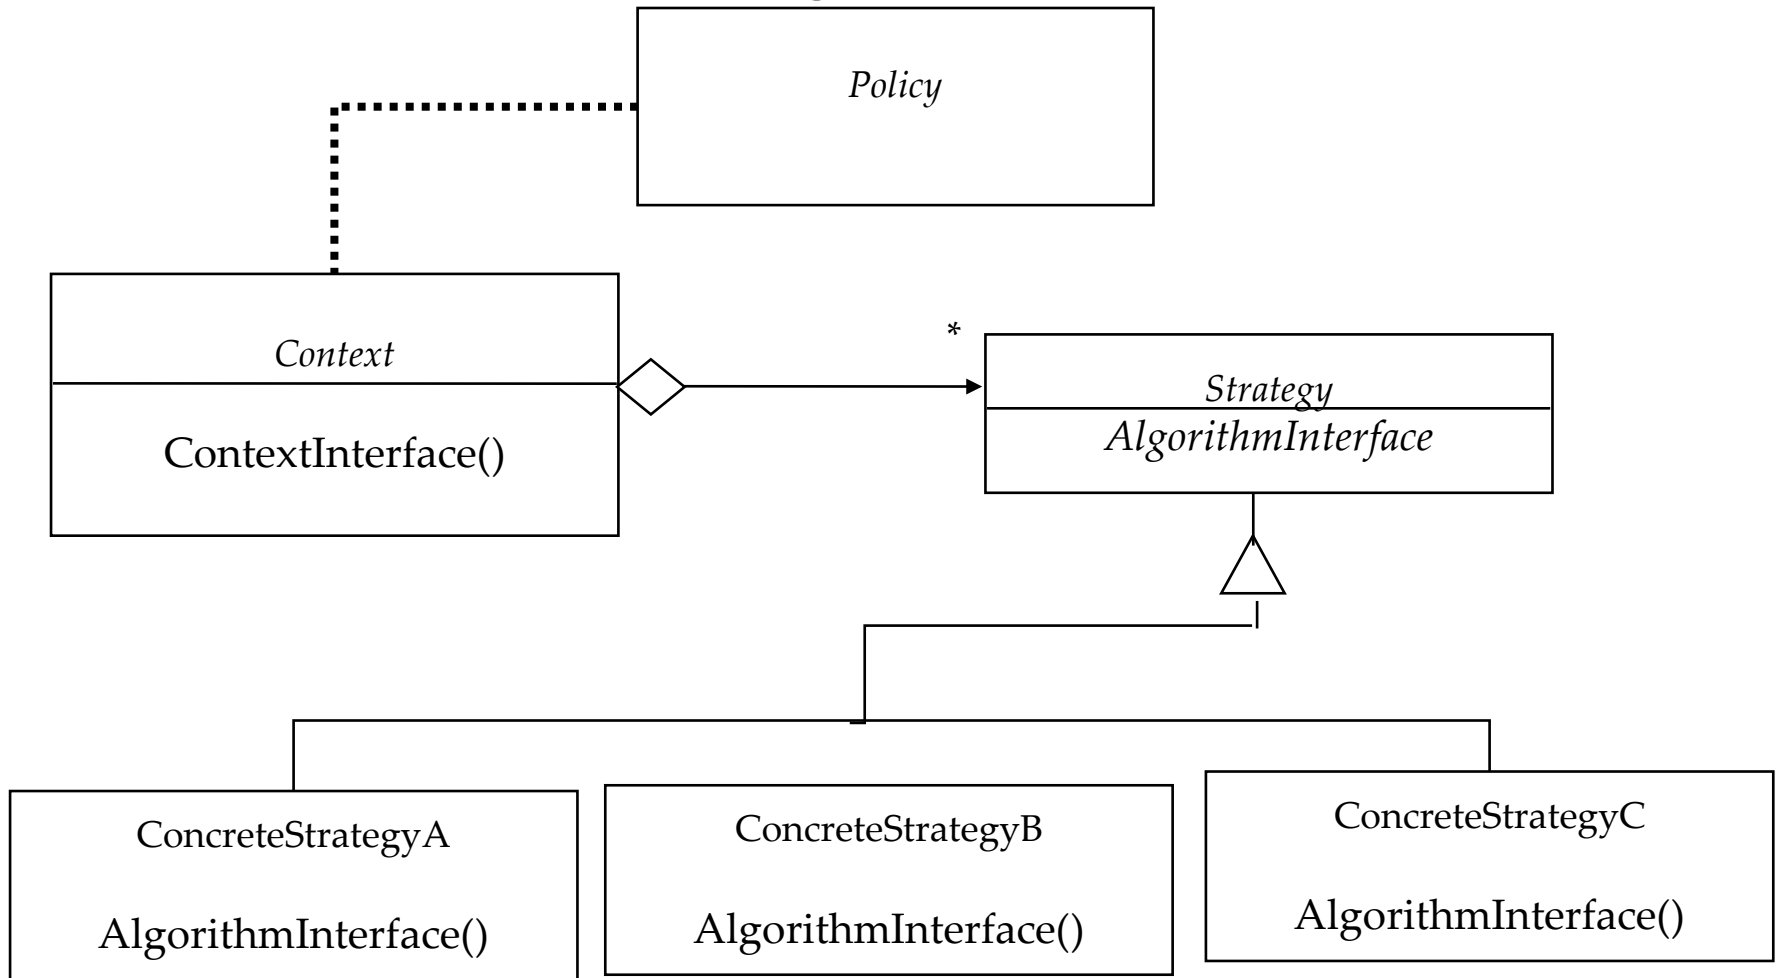 Policy
Context
ContextInterface()
*
Strategy
AlgorithmInterface
ConcreteStrategyA
AlgorithmInterface()
ConcreteStrategyB
AlgorithmInterface()
ConcreteStrategyC
AlgorithmInterface()